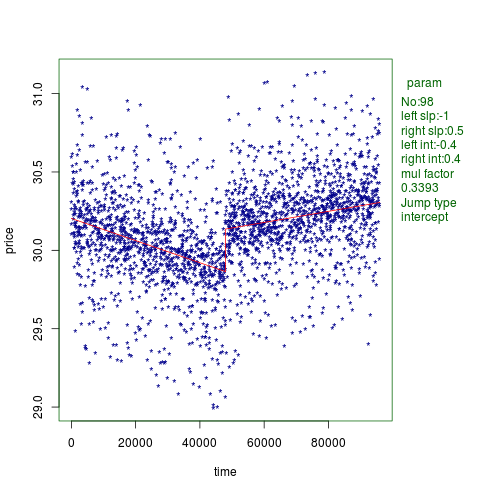 31.0
30.5
30.0
29.5
29.0
price
0
20000
40000
60000
80000
time
param
No:98
left slp:-1
right slp:0.5
left int:-0.4
right int:0.4
mul factor
0.3393
Jump type
intercept